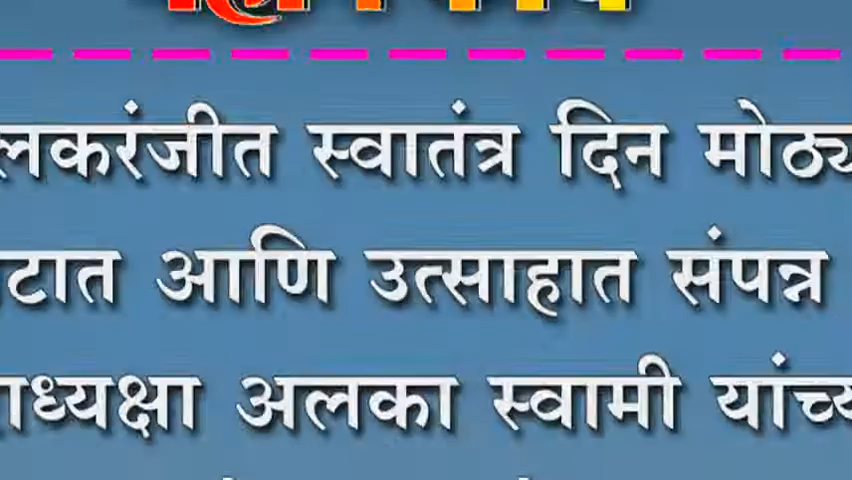 लकरंजीत स्वातंत्र दिन मोठ्य
टात आणि उत्साहात संपन्न
ाध्यक्षा अलका स्वामी यांच्य